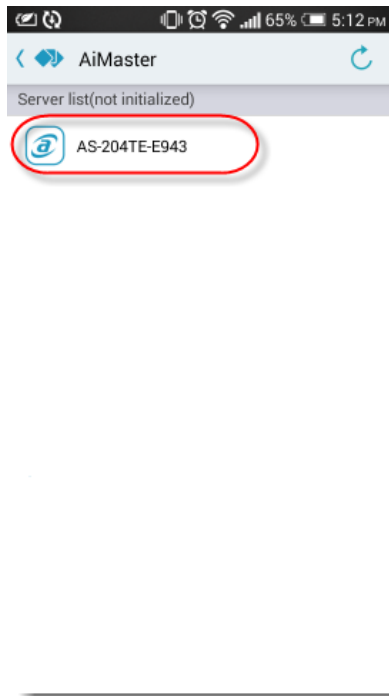 65% 5:12 PM
AiMaster
Server list(not initialized)
AS-204TE-E943